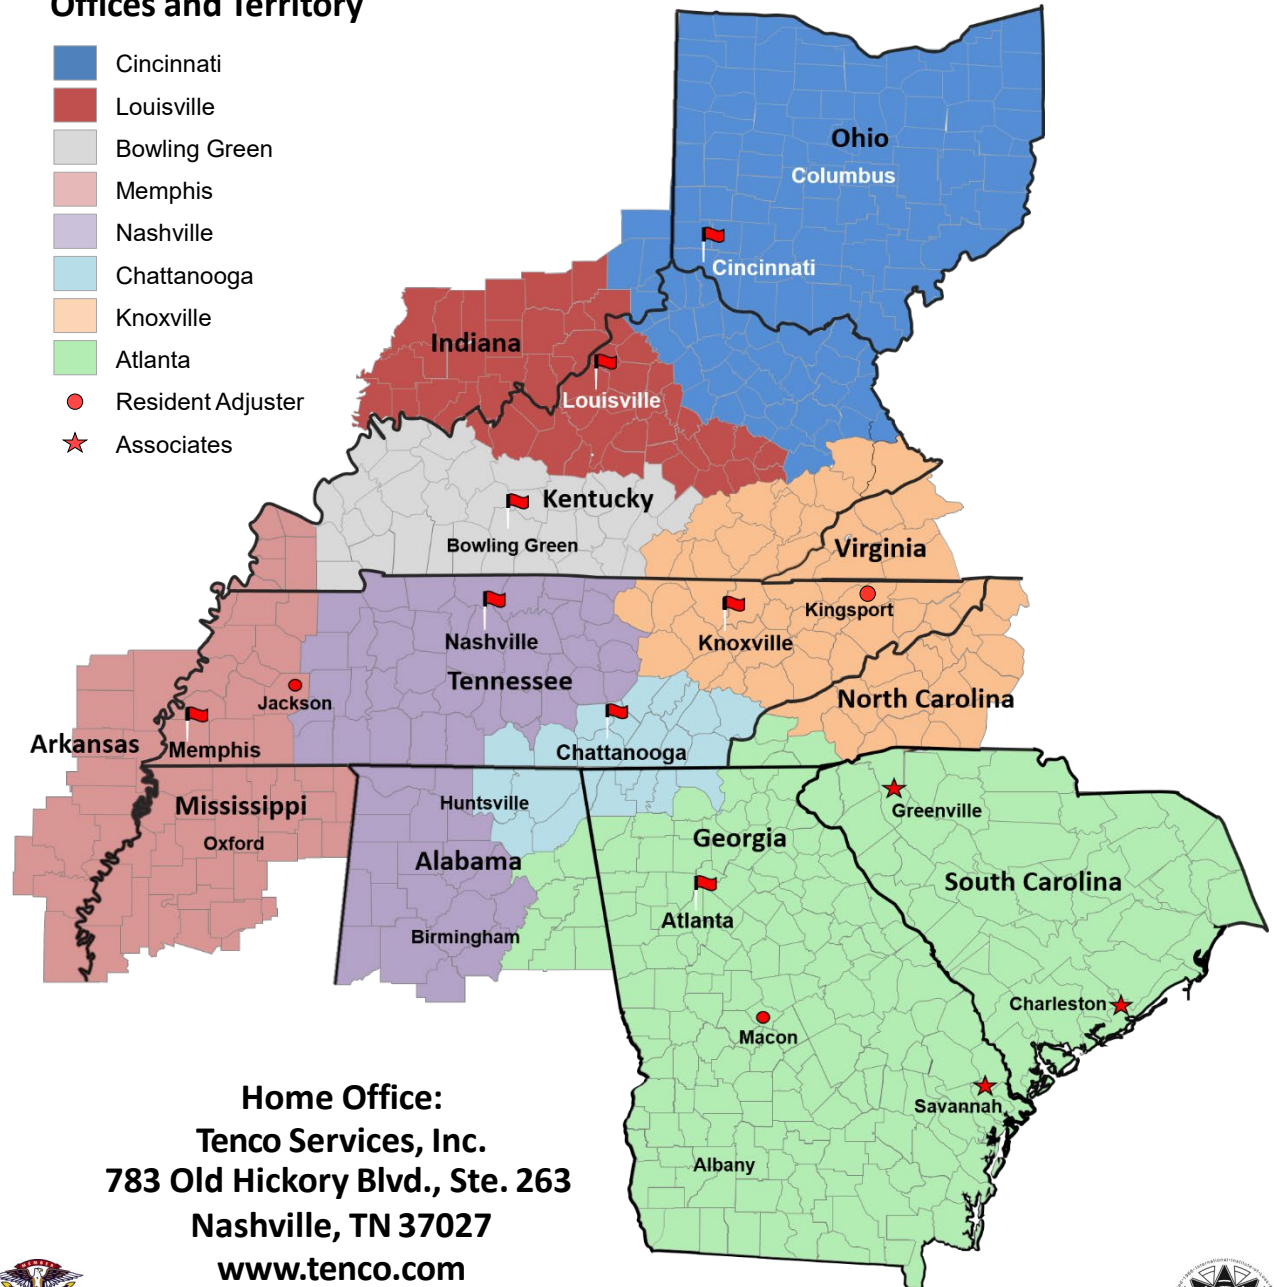 Offices and Territory
Cincinnati
Louisville
Bowling Green
Memphis
Nashville
Chattanooga
Knoxville
Atlanta
Resident Adjuster
Associates
Ohio
Columbus
Cincinnati
Indiana
Louisville
Kentucky
Bowling Green
Virginia
Kingsport
Nashville
Knoxville
Tennessee
Jackson
North Carolina
Arkansas
Memphis
Chattanooga
Mississippi
Huntsville
Greenville
Oxford
Georgia
Alabama
South Carolina
Atlanta
Birmingham
Charleston
Macon
Savannah
Albany
Home Office:
Tenco Services, Inc.
783 Old Hickory Blvd., Ste. 263
Nashville, TN 37027
www.tenco.com
MEMBER